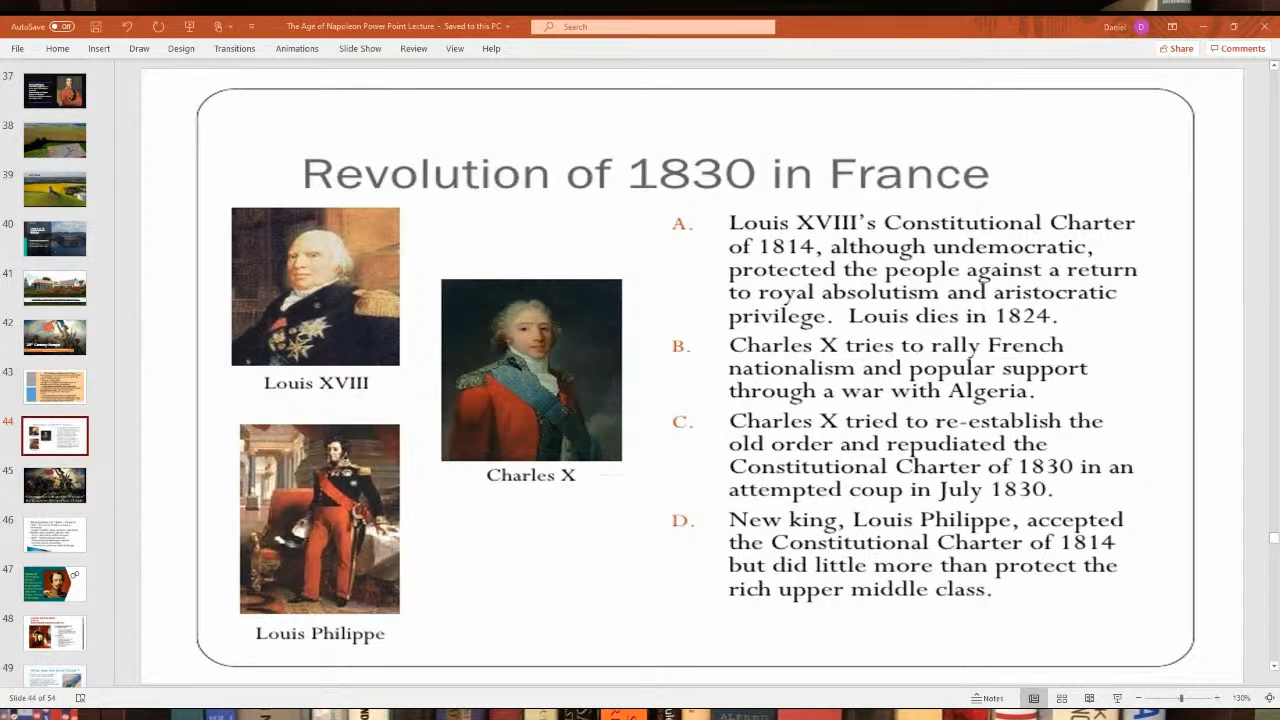 AutoSave Off The Age of Napoleon Power Point Lecture - Saved to this PC Search Daniel D
File Home Insert Draw Design Transitions Animations Slide Show Review View Help Share Comments
37
39
41
43
45
47
49
Revolution of 1830 in France
Louis XVIII
Charles X
Louis Philippe
A. Louis XVIII's Constitutional Charter
of 1814, although undemocratic,
protected the people against a return
to royal absolutism and aristocratic
privilege. Louis dies in 1824.
B. Charles X tries to rally French
nationalism and popular support
through a war with Algeria.
C. Charles X tried to re-establish the
old order and repudiated the
Constitutional Charter of 1830 in an
attempted coup in July 1830.
D. New king, Louis Philippe, accepted
the Constitutional Charter of 1814
but did little more than protect the
rich upper middle class.
Slide 44 of 54 Notes 130%